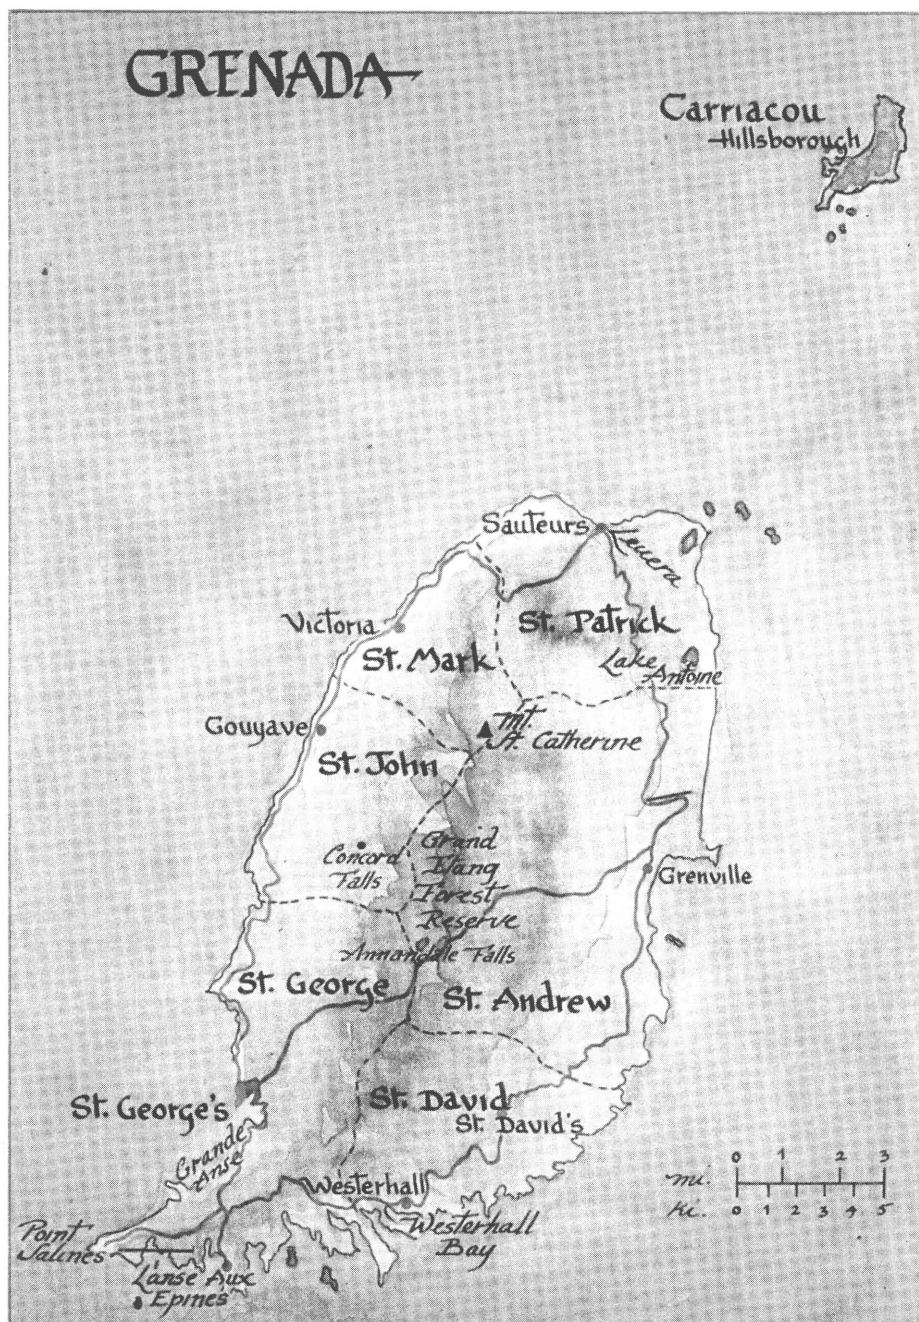 GRENADA
Carriacou
Hillsborough
Sauteurs
Levera
Victoria
St. Patrick
St. Mark
Lake
Antoine
Gouyave
Mt.
St. Catherine
St. John
Grand
Etang
Forest
Reserve
Concord
Falls
Grenville
Annandale Falls
St. George
St. Andrew
St. David
St. David's
St. George's
Grande
Anse
Westerhall
Westerhall
Bay
Point
Salines
L'anse Aux
Epines
0 1 2 3
mi.
Ki.
0 1 2 3 4 5